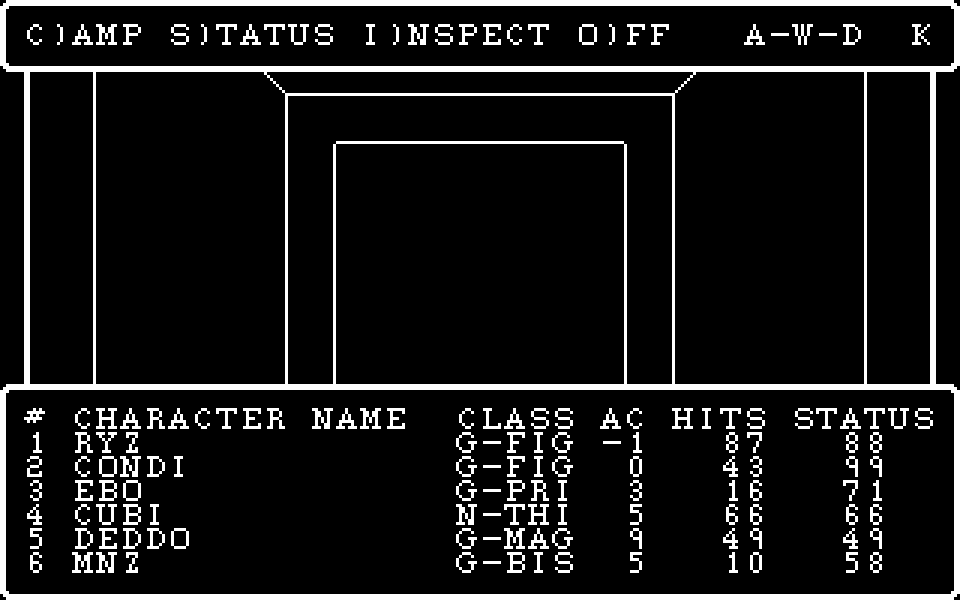 C)AMP S)TATUS I)NSPECT O)FF A-W-D K
# CHARACTER NAME CLASS AC HITS STATUS
1 RYZ G-FIG -1 87 88
2 CONDI G-FIG 0 43 99
3 EBO G-PRI 3 16 71
4 CUBI N-THI 5 66 66
5 DEDDO G-MAG 9 49 49
6 MNZ G-BIS 5 10 58